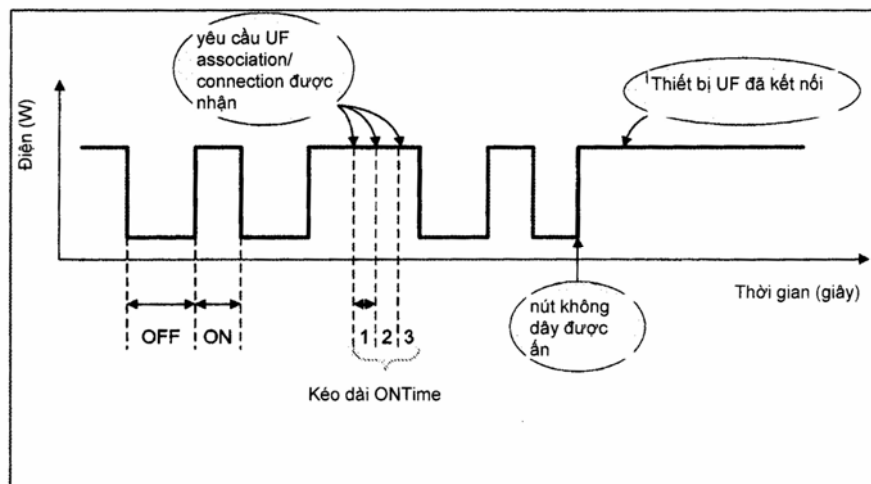 yêu cầu UF
association/
connection được
nhận
Thiết bị UF đã kết nối
Điện (W)
Thời gian (giây)
OFF
ON
1
2
3
nút không
dây được
ấn
Kéo dài ONTime